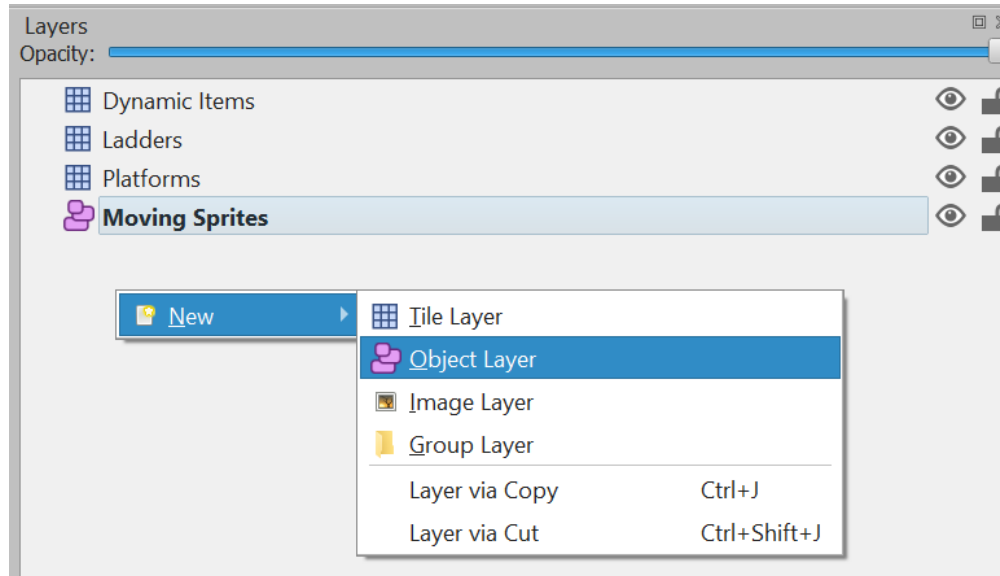 Layers
Opacity:
Dynamic Items
Ladders
Platforms
Moving Sprites
New
Tile Layer
Object Layer
Image Layer
Group Layer
Layer via Copy Ctrl+J
Layer via Cut Ctrl+Shift+J